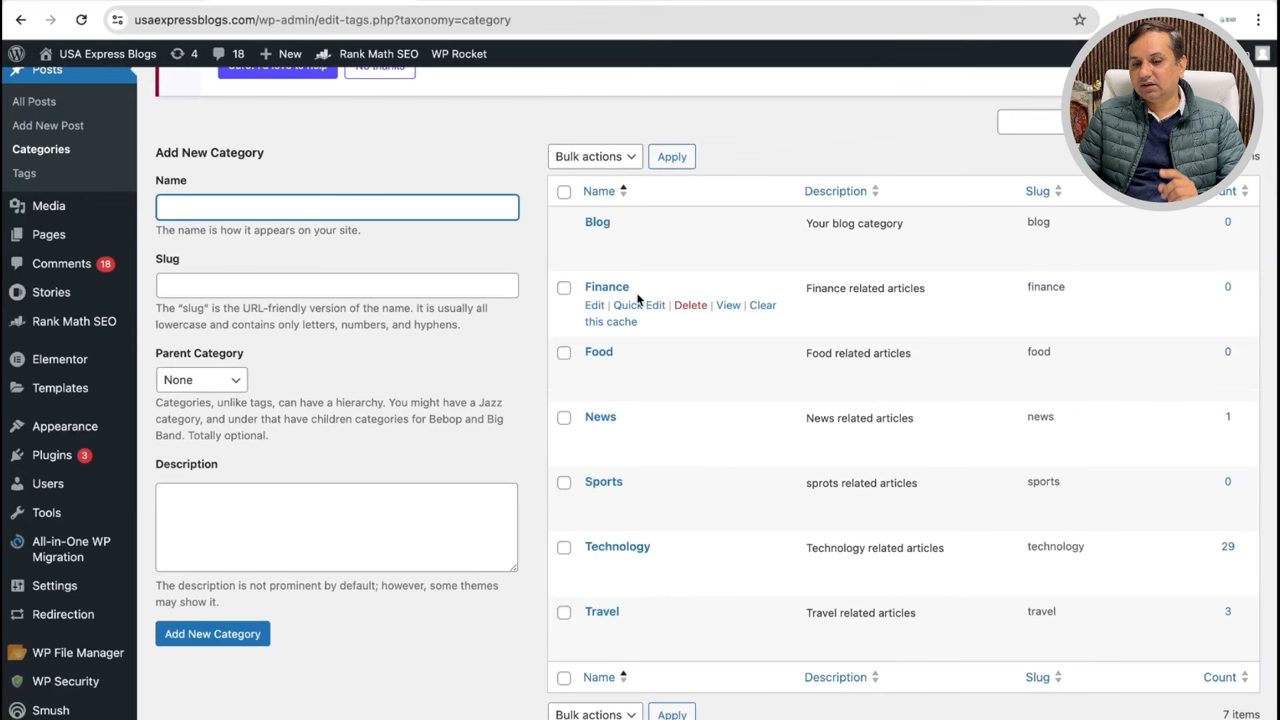 usaexpressblogs.com/wp-admin/edit-tags.php?taxonomy=category
USA Express Blogs 4 18 New Rank Math SEO WP Rocket
Posts
No thanks
All Posts
Add New Post
Categories
Tags
Media
Pages
Comments 18
Stories
Rank Math SEO
Elementor
Templates
Appearance
Plugins 3
Users
Tools
All-in-One WP
Migration
Settings
Redirection
WP File Manager
WP Security
Smush
Add New Category
Name
The name is how it appears on your site.
Slug
The “slug” is the URL-friendly version of the name. It is usually all
lowercase and contains only letters, numbers, and hyphens.
Parent Category
None
Categories, unlike tags, can have a hierarchy. You might have a Jazz
category, and under that have children categories for Bebop and Big
Band. Totally optional.
Description
The description is not prominent by default; however, some themes
may show it.
Add New Category
Bulk actions Apply
Name Description Slug
Blog Your blog category blog 0
Finance Finance related articles finance 0
Edit | Quick Edit | Delete | View | Clear
this cache
Food Food related articles food 0
News News related articles news 1
Sports sprots related articles sports 0
Technology Technology related articles technology 29
Travel Travel related articles travel 3
Name Description Slug Count
Bulk actions Apply 7 items